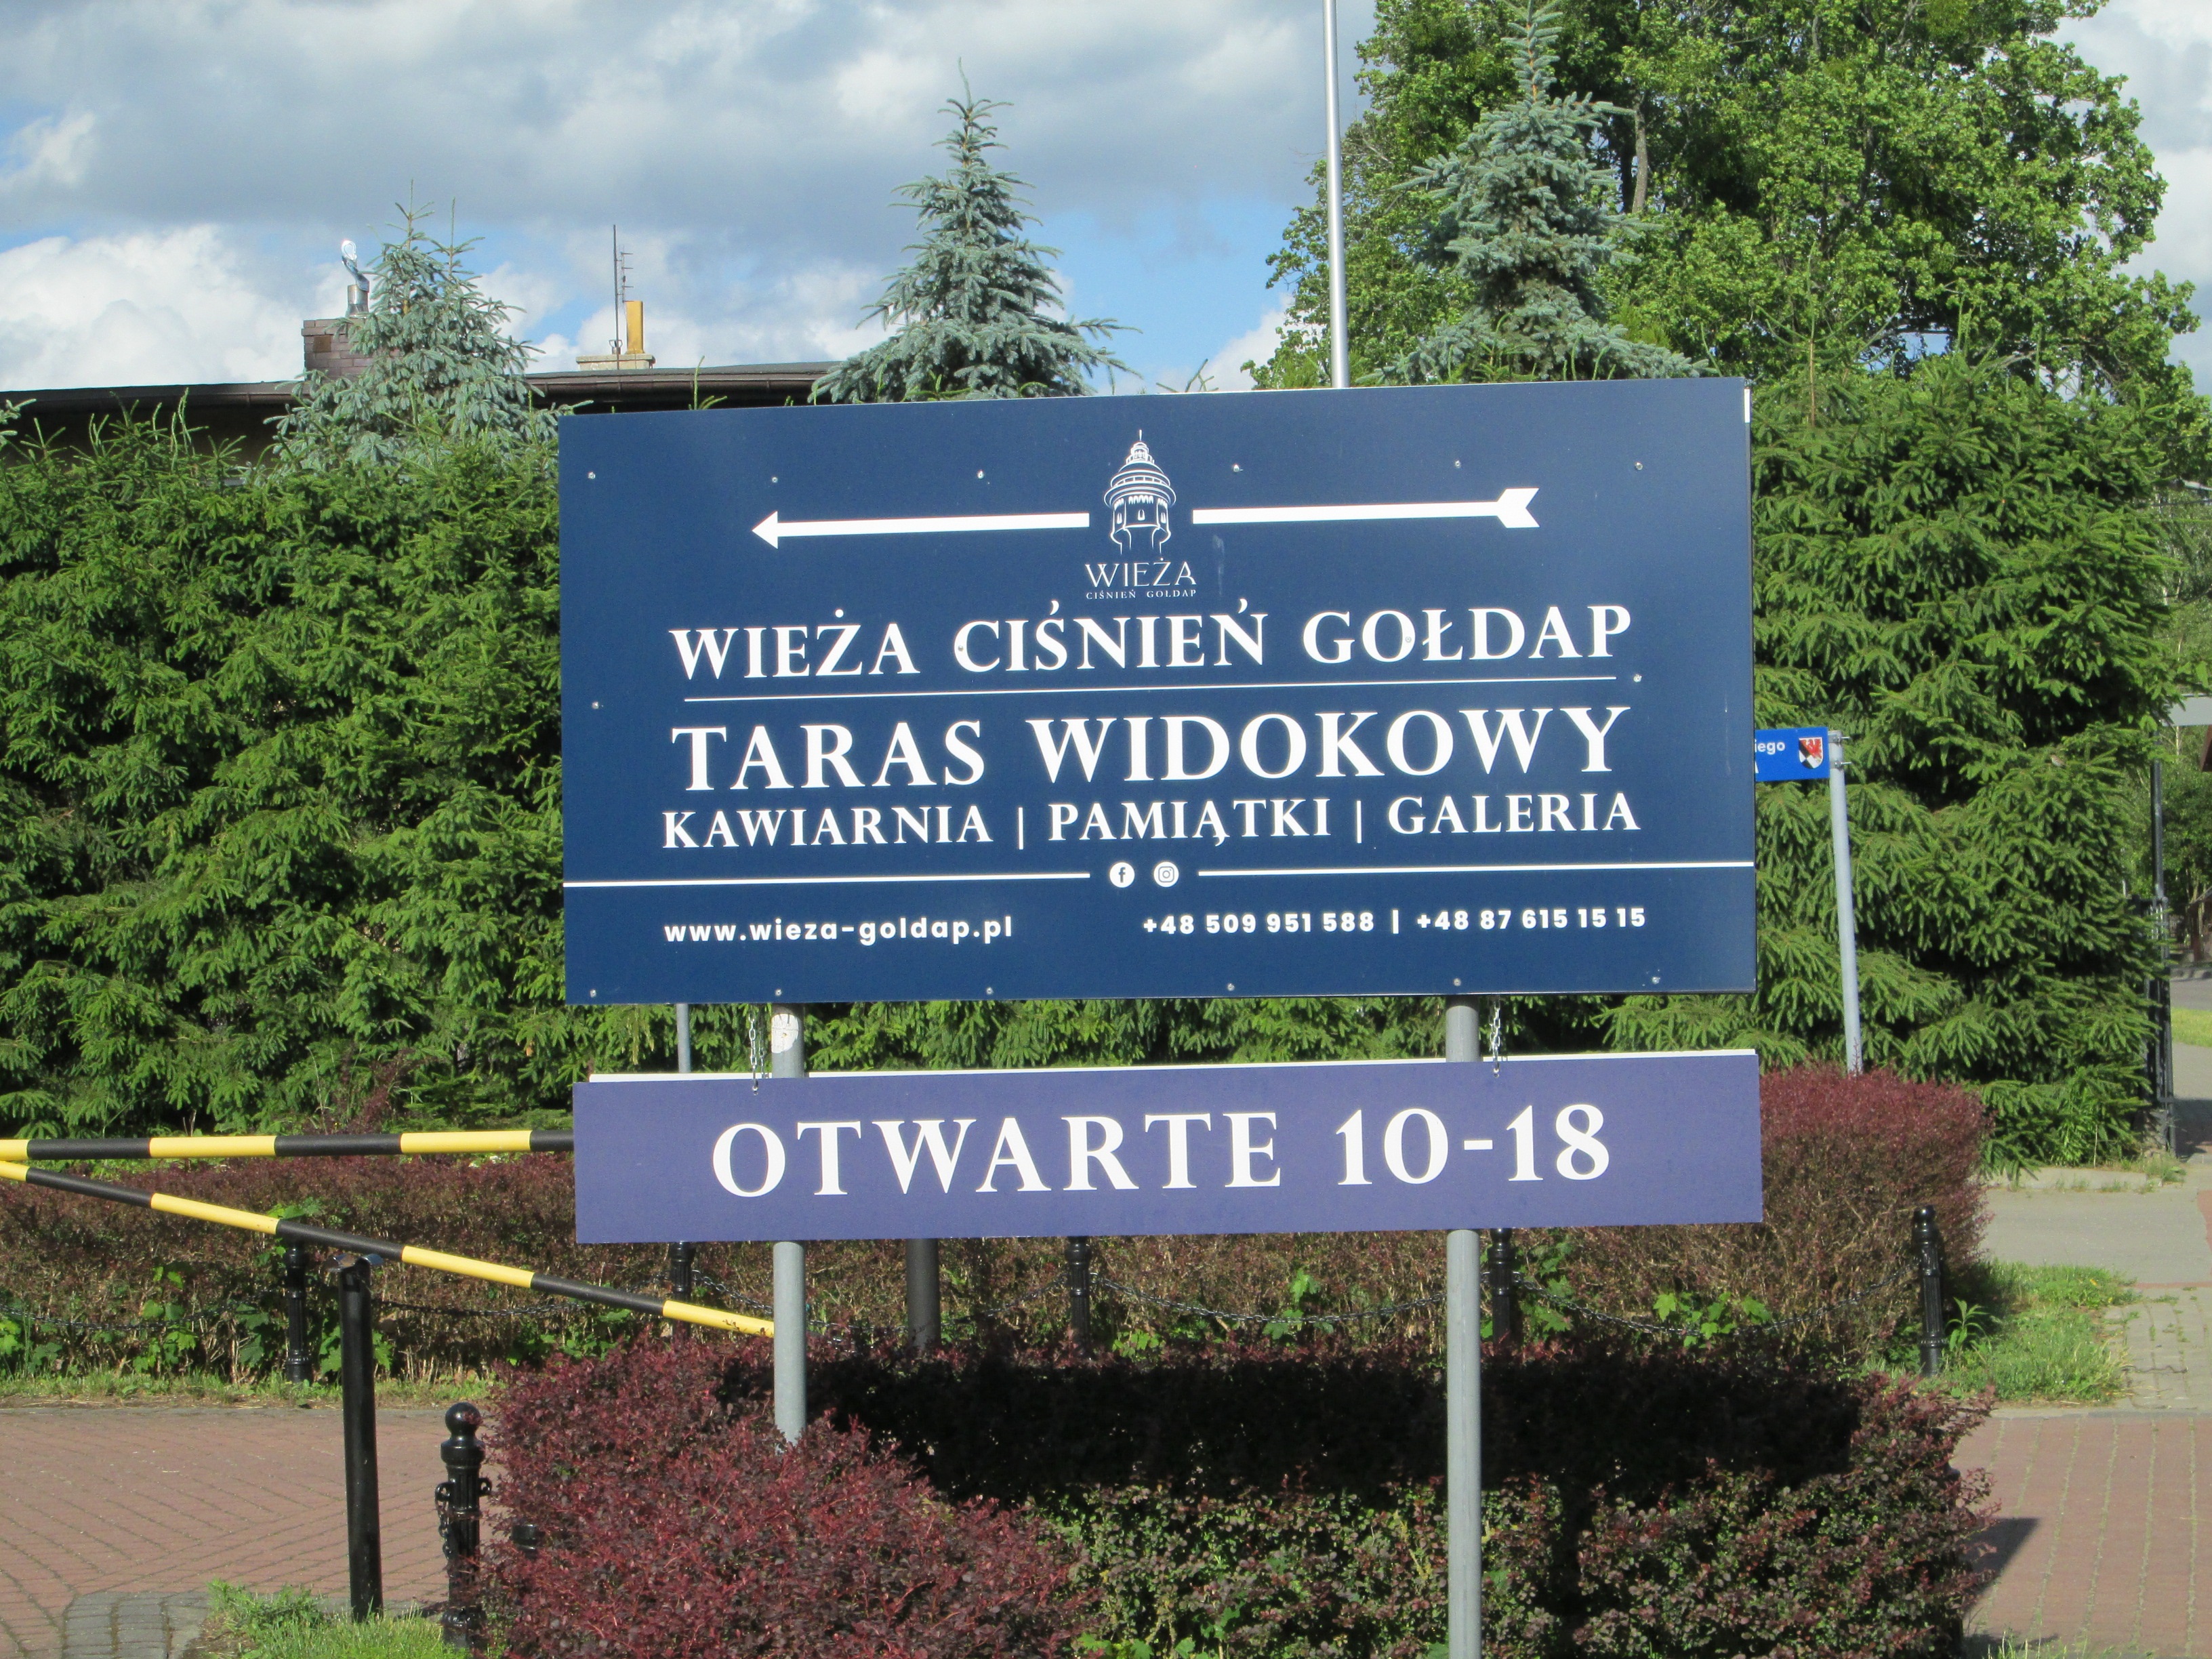 WIEŻA
CIŚNIEŃ GOŁDAP
WIEŻA CIŚNIEŃ GOŁDAP
TARAS WIDOKOWY
KAWIARNIA | PAMIĄTKI | GALERIA
www.wieza-goldap.pl
+48 509 951 588 | +48 87 615 15 15
OTWARTE 10-18